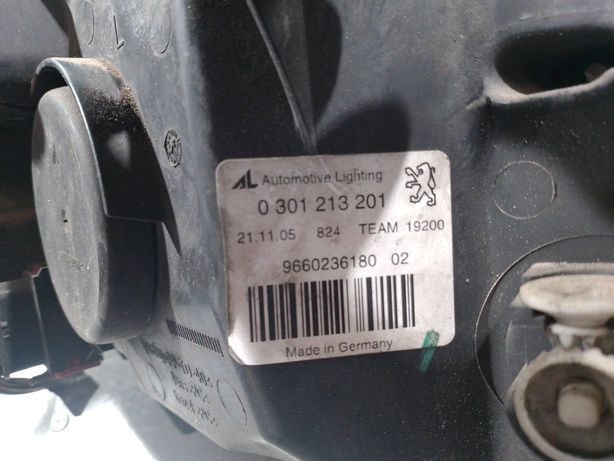 AL Automotive Lighting
0 301 213 201
21.11.05 824 TEAM 19200
9660236180 02
Made in Germany